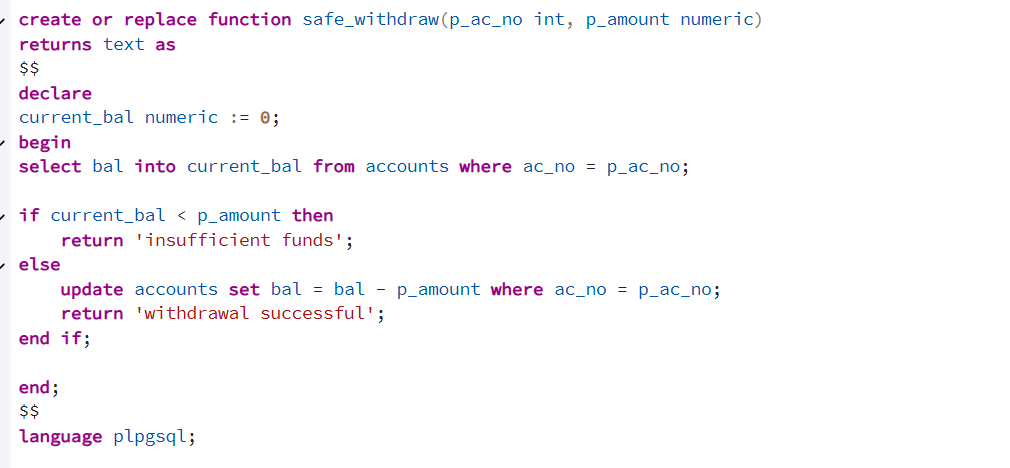 create or replace function safe_withdraw(p_ac_no int, p_amount numeric)
returns text as
$$
declare
current_bal numeric := 0;
begin
select bal into current_bal from accounts where ac_no = p_ac_no;
if current_bal < p_amount then
return 'insufficient funds';
else
update accounts set bal = bal - p_amount where ac_no = p_ac_no;
return 'withdrawal successful';
end if;
end;
$$
language plpgsql;